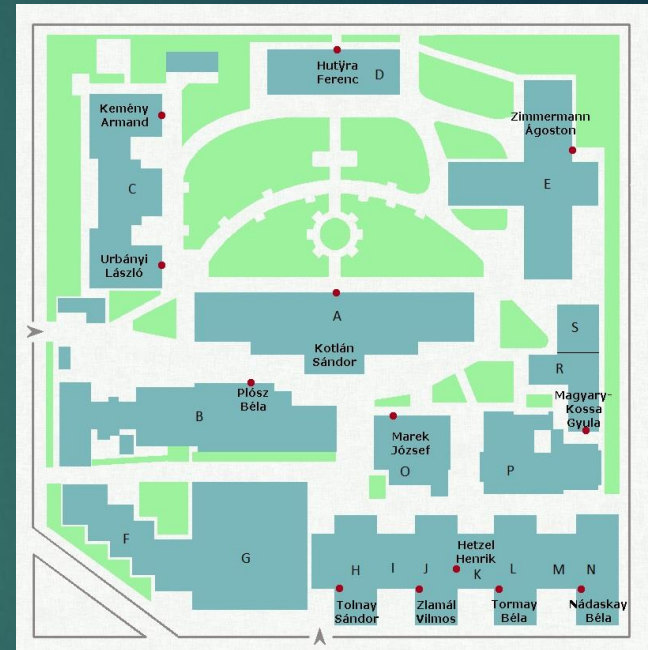 Hutÿra
Ferenc
D
Kemény
Armand
Zimmermann
Ágoston
C
E
Urbányi
László
A
Kotlán
Sándor
S
R
Plósz
Béla
B
Magyary-
Kossa
Gyula
Marek
József
O
P
F
G
Hetzel
Henrik
H
I
J
K
L
M
N
Tolnay
Sándor
Zlamál
Vilmos
Tormay
Béla
Nádaskay
Béla